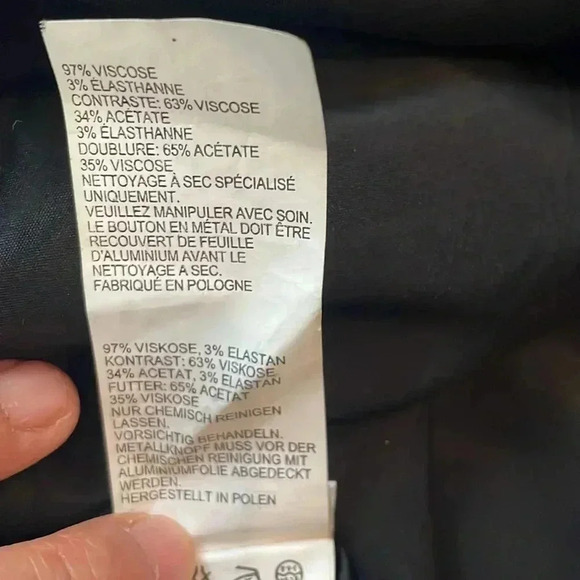 97% VISCOSE
3% ÉLASTHANNE
CONTRASTE: 63% VISCOSE
34% ACÉTATE
3% ÉLASTHANNE
DOUBLURE: 65% ACÉTATE
35% VISCOSE
NETTOYAGE À SEC SPÉCIALISÉ
UNIQUEMENT.
VEUILLEZ MANIPULER AVEC SOIN.
LE BOUTON EN MÉTAL DOIT ÊTRE
RECOUVERT DE FEUILLE
D'ALUMINIUM AVANT LE
NETTOYAGE A SEC.
FABRIQUÉ EN POLOGNE
97% VISKOSE, 3% ELASTAN
KONTRAST: 63% VISKOSE,
34% ACETAT, 3% ELASTAN
FUTTER: 65% ACETAT
35% VISKOSE
NUR CHEMISCH REINIGEN
LASSEN.
VORSICHTIG BEHANDELN.
METALLKNOPF MUSS VOR DER
CHEMISCHEN REINIGUNG MIT
ALUMINIUMFOLIE ABGEDECKT
WERDEN.
HERGESTELLT IN POLEN